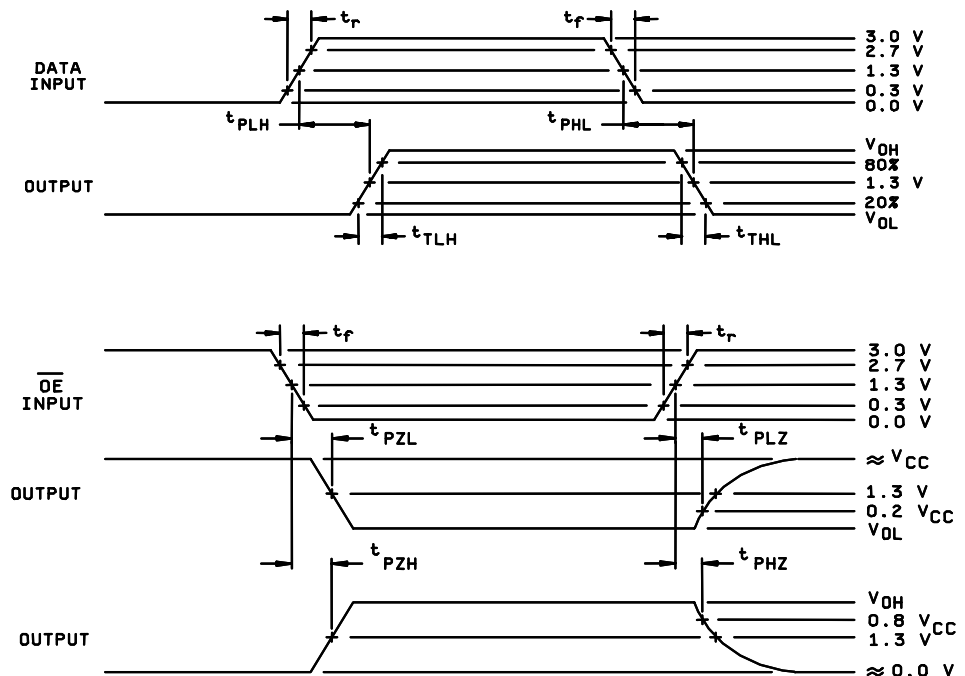 t_r
t_f
3.0 V
2.7 V
DATA INPUT
1.3 V
0.3 V
0.0 V
t_PLH
t_PHL
V_OH
80%
OUTPUT
1.3 V
20%
V_OL
t_TLH
t_THL
t_f
t_r
3.0 V
2.7 V
O̅E̅ INPUT
1.3 V
0.3 V
0.0 V
t_PZL
t_PLZ
≈ V_CC
OUTPUT
1.3 V
0.2 V_CC
V_OL
t_PZH
t_PHZ
V_OH
0.8 V_CC
OUTPUT
1.3 V
≈ 0.0 V